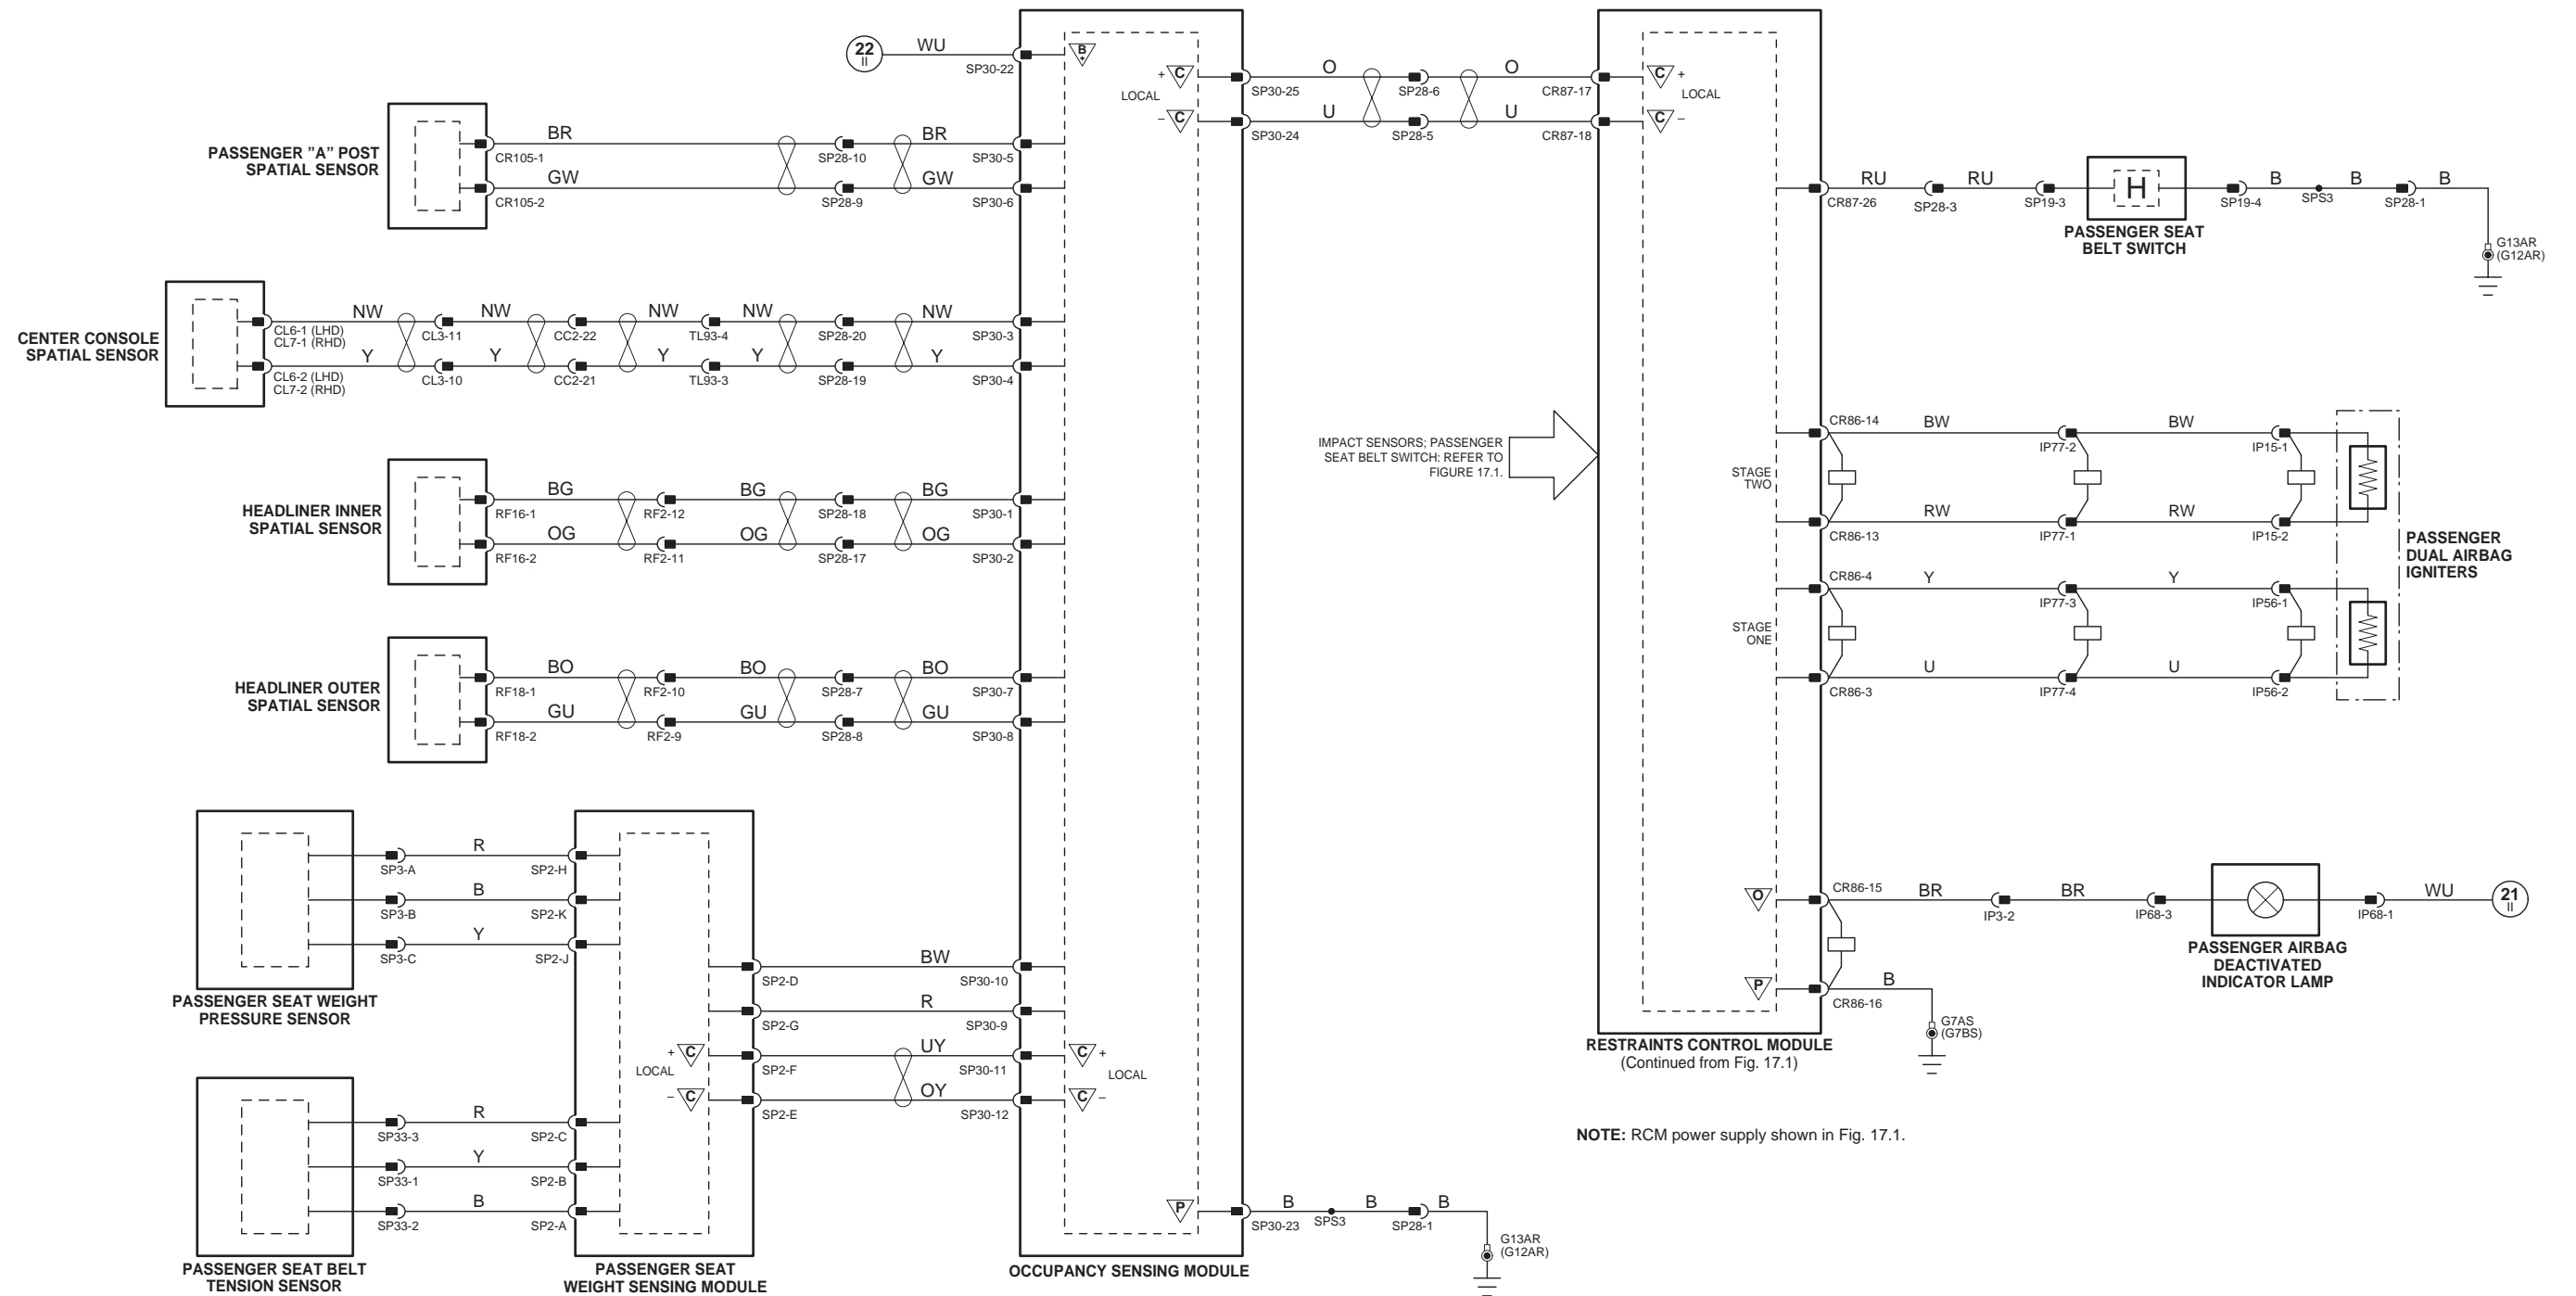 22
II
WU
SP30-22
B
+
PASSENGER ”A” POST
SPATIAL SENSOR
BR
CR105-1
SP28-10
BR
SP30-5
GW
CR105-2
SP28-9
GW
SP30-6
CENTER CONSOLE
SPATIAL SENSOR
NW
CL6-1 (LHD)
CL7-1 (RHD)
CL3-11
NW
CC2-22
NW
TL93-4
NW
SP28-20
NW
SP30-3
Y
CL6-2 (LHD)
CL7-2 (RHD)
CL3-10
Y
CC2-21
Y
TL93-3
Y
SP28-19
Y
SP30-4
HEADLINER INNER
SPATIAL SENSOR
BG
RF16-1
RF2-12
BG
SP28-18
BG
SP30-1
OG
RF16-2
RF2-11
OG
SP28-17
OG
SP30-2
HEADLINER OUTER
SPATIAL SENSOR
BO
RF18-1
RF2-10
BO
SP28-7
BO
SP30-7
GU
RF18-2
RF2-9
GU
SP28-8
GU
SP30-8
SP3-A
R
SP2-H
SP3-B
B
SP2-K
SP3-C
Y
SP2-J
PASSENGER SEAT WEIGHT
PRESSURE SENSOR
SP33-3
R
SP2-C
SP33-1
Y
SP2-B
SP33-2
B
SP2-A
PASSENGER SEAT BELT
TENSION SENSOR
SP2-D
BW
SP30-10
SP2-G
R
SP30-9
+ C
LOCAL
– C
SP2-F
UY
SP30-11
SP2-E
OY
SP30-12
C +
LOCAL
C –
PASSENGER SEAT
WEIGHT SENSING MODULE
+ C
LOCAL
– C
SP30-25
O
SP28-6
O
CR87-17
SP30-24
U
SP28-5
U
CR87-18
C +
LOCAL
C –
P
SP30-23
B
SPS3
B
SP28-1
B
G13AR
(G12AR)
OCCUPANCY SENSING MODULE
IMPACT SENSORS; PASSENGER
SEAT BELT SWITCH: REFER TO
FIGURE 17.1.
CR87-26
RU
SP28-3
RU
SP19-3
H
SP19-4
B
SPS3
B
SP28-1
B
PASSENGER SEAT
BELT SWITCH
G13AR
(G12AR)
STAGE
TWO
CR86-14
BW
IP77-2
BW
IP15-1
CR86-13
RW
IP77-1
RW
IP15-2
STAGE
ONE
CR86-4
Y
IP77-3
Y
IP56-1
CR86-3
U
IP77-4
U
IP56-2
PASSENGER
DUAL AIRBAG
IGNITERS
O
CR86-15
BR
IP3-2
BR
IP68-3
IP68-1
WU
21
II
PASSENGER AIRBAG
DEACTIVATED
INDICATOR LAMP
P
CR86-16
B
G7AS
(G7BS)
RESTRAINTS CONTROL MODULE
(Continued from Fig. 17.1)
NOTE: RCM power supply shown in Fig. 17.1.